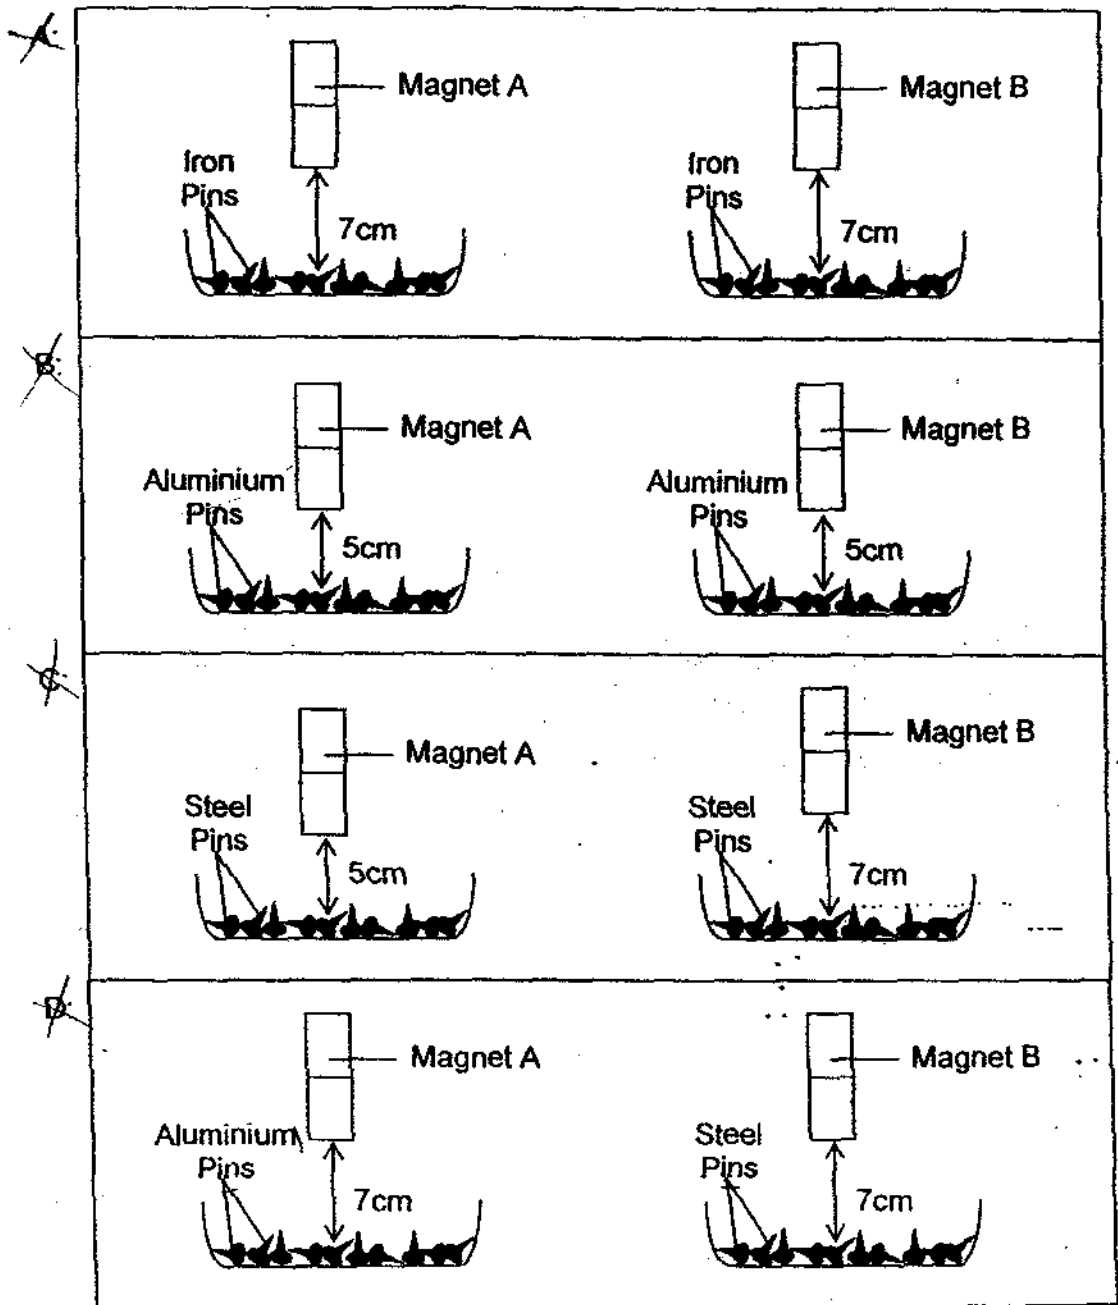 A:
Magnet A
Magnet B
Iron
Pins
Iron
Pins
7cm
7cm
B:
Magnet A
Magnet B
Aluminium
Pins
Aluminium
Pins
5cm
5cm
C:
Magnet A
Magnet B
Steel
Pins
Steel
Pins
5cm
7cm
D:
Magnet A
Magnet B
Aluminium
Pins
Steel
Pins
7cm
7cm